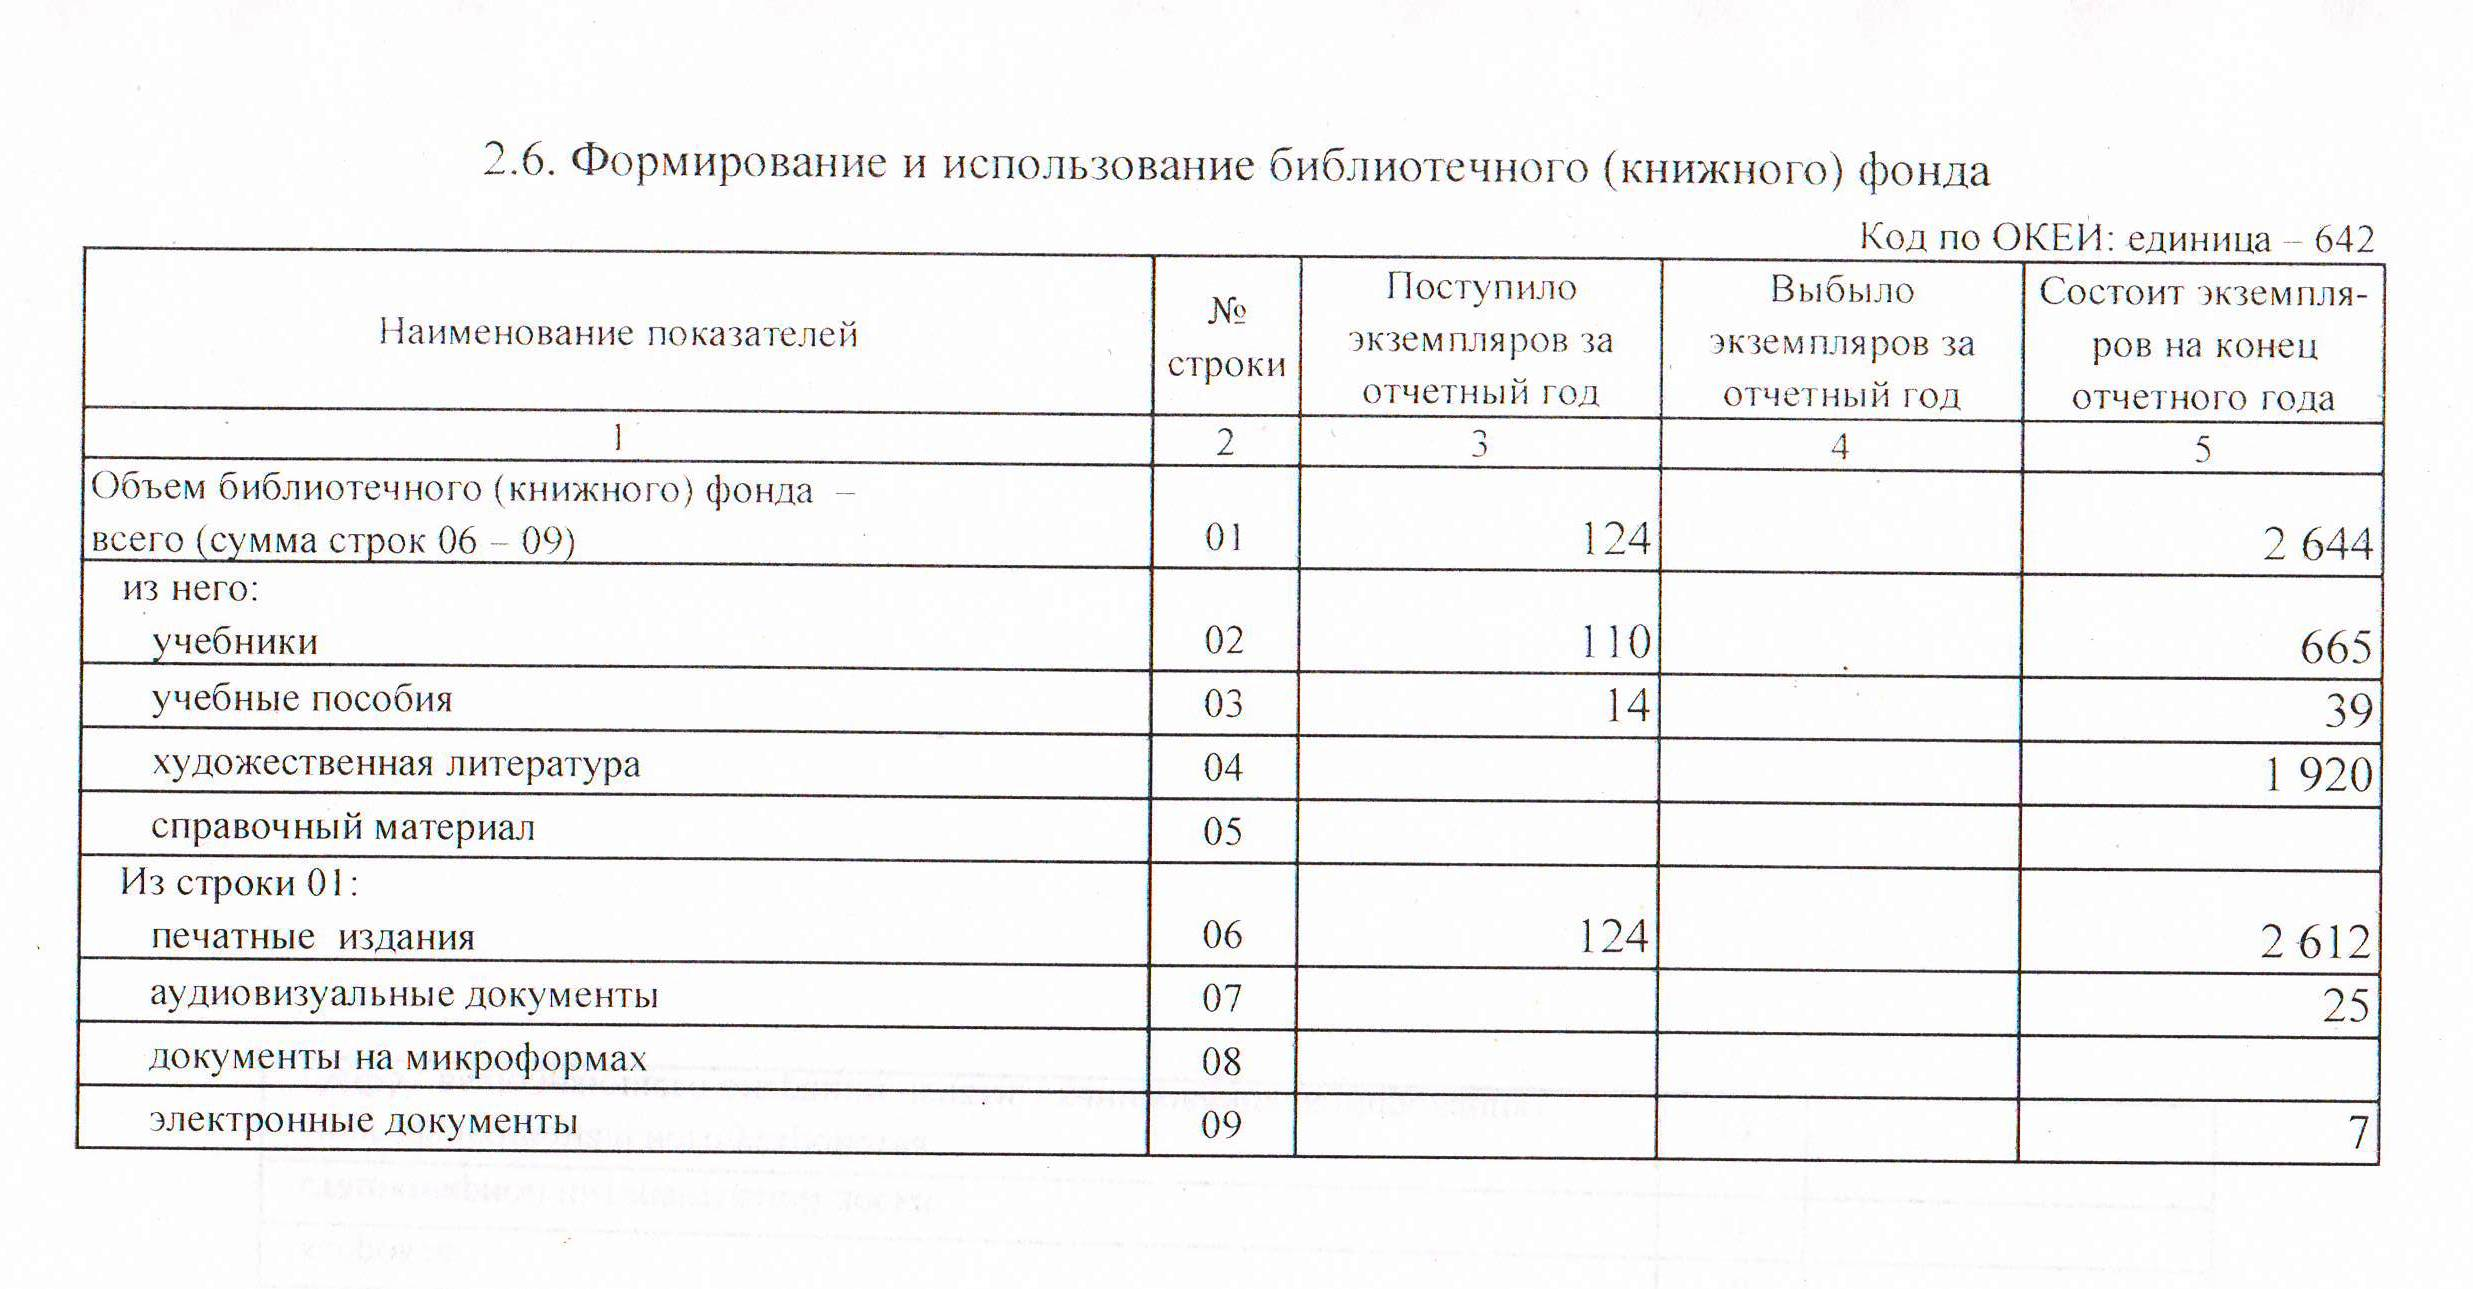 2.6. Формирование и использование библиотечного (книжного) фонда
Код по ОКЕИ: единица – 642
Наименование показателей
№
строки
Поступило
экземпляров за
отчетный год
Выбыло
экземпляров за
отчетный год
Состоит экземпля-
ров на конец
отчетного года
1 2 3 4 5
Объем библиотечного (книжного) фонда –
всего (сумма строк 06 – 09) 01 124 2 644
из него:
учебники 02 110 665
учебные пособия 03 14 39
художественная литература 04 1 920
справочный материал 05
Из строки 01:
печатные издания 06 124 2 612
аудиовизуальные документы 07 25
документы на микроформах 08
электронные документы 09 7